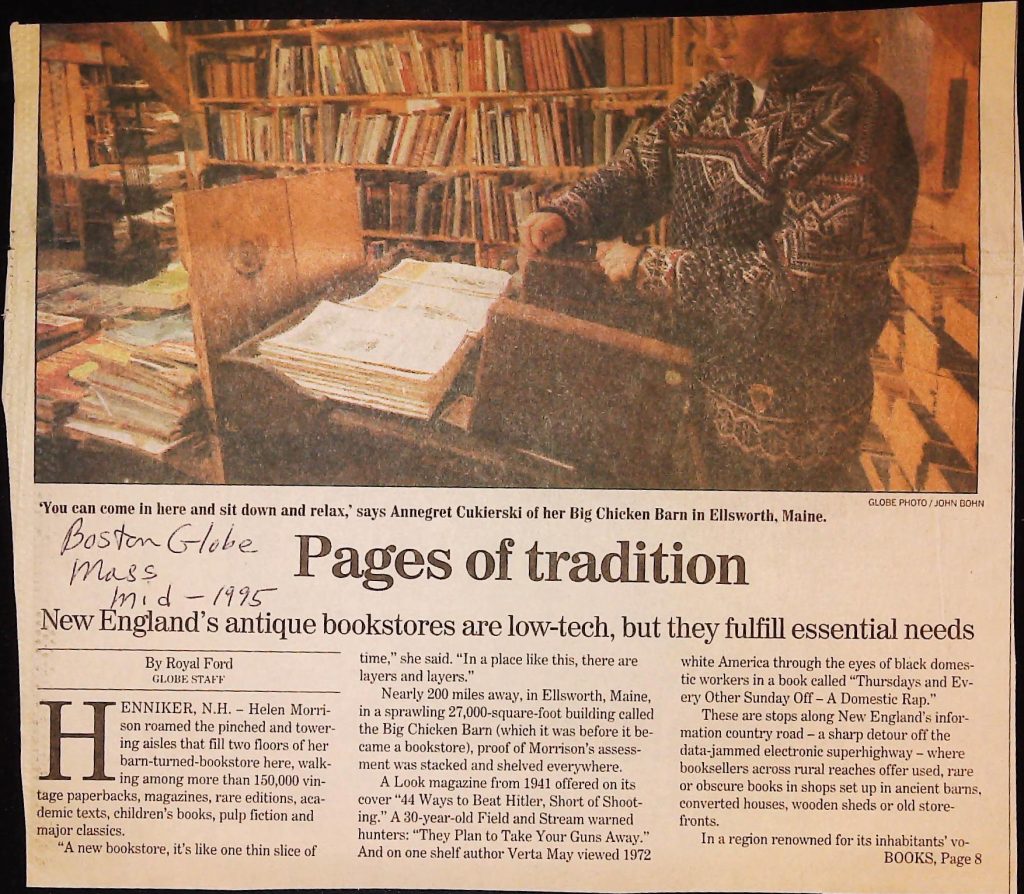 GLOBE PHOTO / JOHN BOHN
'You can come in here and sit down and relax,' says Annegret Cukierski of her Big Chicken Barn in Ellsworth, Maine.
Boston Globe
Mass
mid - 1995
Pages of tradition
New England's antique bookstores are low-tech, but they fulfill essential needs
By Royal Ford
GLOBE STAFF
HENNIKER, N.H. – Helen Morri-
son roamed the pinched and tower-
ing aisles that fill two floors of her
barn-turned-bookstore here, walk-
ing among more than 150,000 vin-
tage paperbacks, magazines, rare editions, aca-
demic texts, children's books, pulp fiction and
major classics.
"A new bookstore, it's like one thin slice of
time," she said. "In a place like this, there are
layers and layers."
Nearly 200 miles away, in Ellsworth, Maine,
in a sprawling 27,000-square-foot building called
the Big Chicken Barn (which it was before it be-
came a bookstore), proof of Morrison's assess-
ment was stacked and shelved everywhere.
A Look magazine from 1941 offered on its
cover "44 Ways to Beat Hitler, Short of Shoot-
ing." A 30-year-old Field and Stream warned
hunters: "They Plan to Take Your Guns Away."
And on one shelf author Verta May viewed 1972
white America through the eyes of black domes-
tic workers in a book called "Thursdays and Ev-
ery Other Sunday Off – A Domestic Rap."
These are stops along New England's infor-
mation country road – a sharp detour off the
data-jammed electronic superhighway – where
booksellers across rural reaches offer used, rare
or obscure books in shops set up in ancient barns,
converted houses, wooden sheds or old store-
fronts.
In a region renowned for its inhabitants' vo-
BOOKS, Page 8